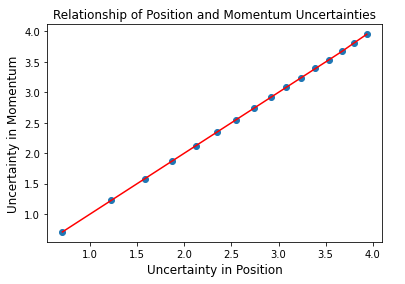 Relationship of Position and Momentum Uncertainties
4.0
3.5
3.0
2.5
2.0
1.5
1.0
Uncertainty in Momentum
1.0 1.5 2.0 2.5 3.0 3.5 4.0
Uncertainty in Position